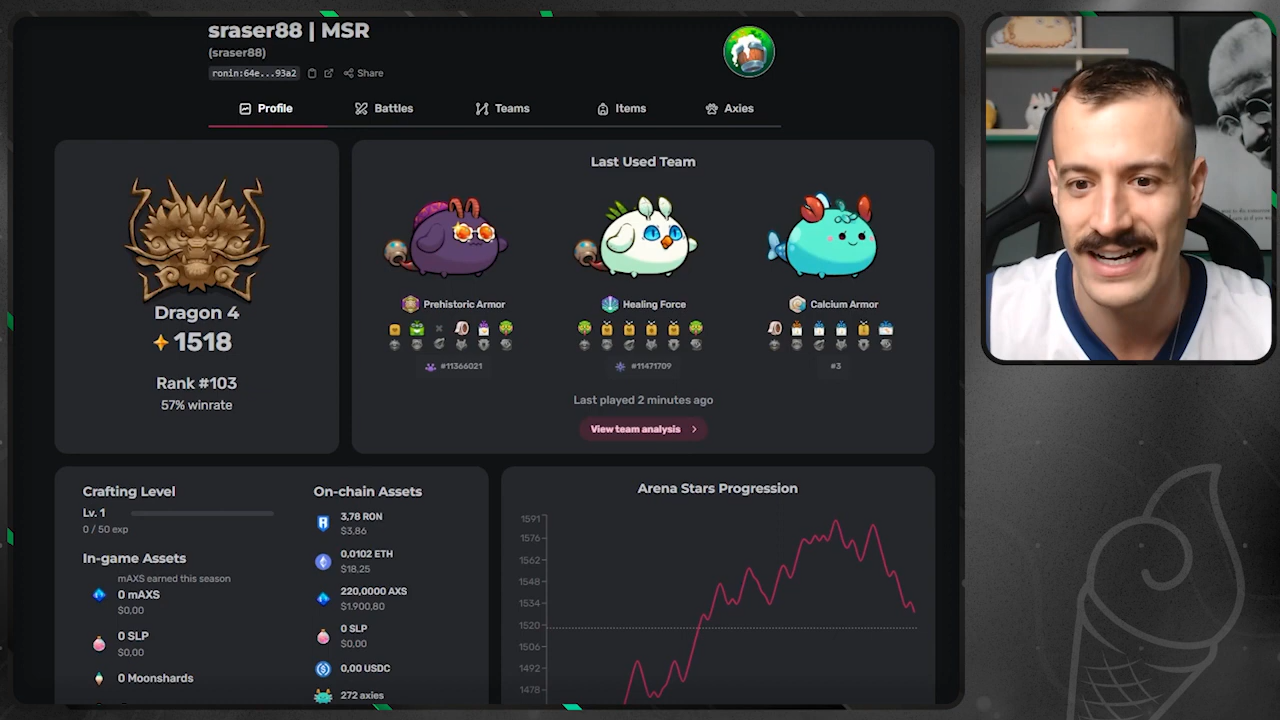 sraser88 | MSR
(sraser88)
ronin:64e...93a2
Share
Profile
Battles
Teams
Items
Axies
Dragon 4
1518
Rank #103
57% winrate
Last Used Team
Prehistoric Armor
Healing Force
Calcium Armor
#11366021
#11471709
#3
Last played 2 minutes ago
View team analysis
Crafting Level
Lv. 1
0 / 50 exp
In-game Assets
mAXS earned this season
0 mAXS
$0,00
0 SLP
$0,00
0 Moonshards
On-chain Assets
3,78 RON
$3,86
0,0102 ETH
$18,25
220,0000 AXS
$1.900,80
0 SLP
$0,00
0,00 USDC
272 axies
Arena Stars Progression
1591
1576
1562
1548
1534
1520
1506
1492
1478